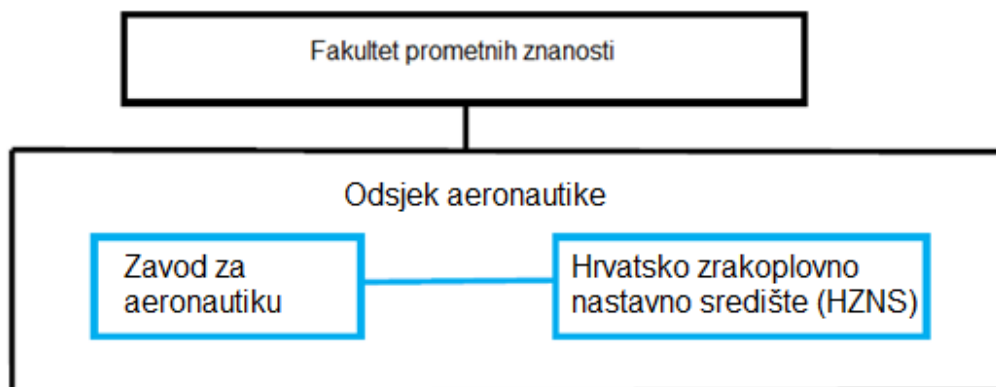 Fakultet prometnih znanosti
Odsjek aeronautike
Zavod za
aeronautiku
Hrvatsko zrakoplovno
nastavno središte (HZNS)